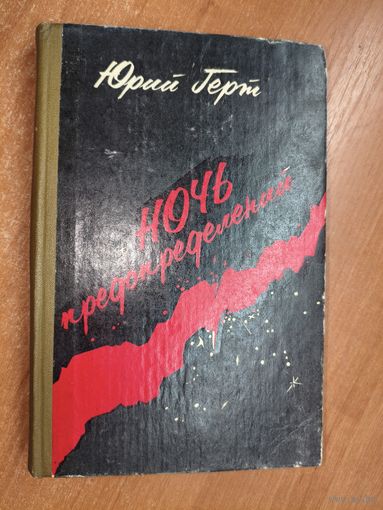 Юрий Герт
НОЧЬ
предопределений